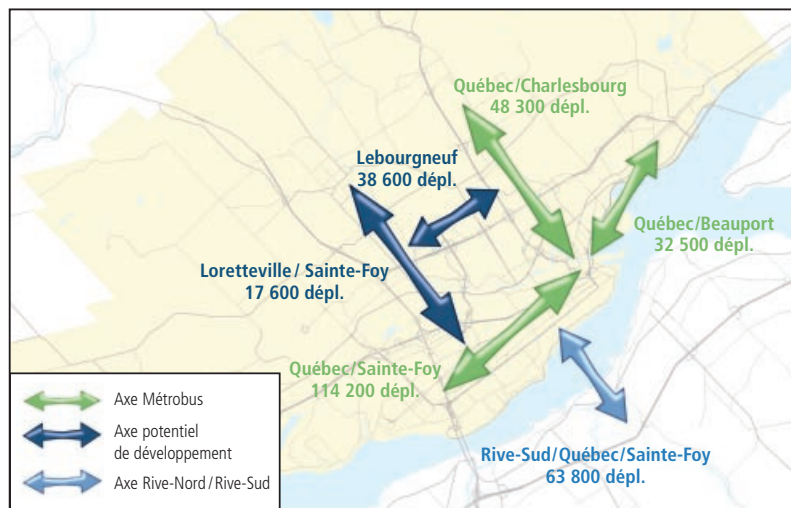 Québec/Charlesbourg
48 300 dépl.
Lebourgneuf
38 600 dépl.
Québec/Beauport
32 500 dépl.
Loretteville / Sainte-Foy
17 600 dépl.
Québec/Sainte-Foy
114 200 dépl.
Rive-Sud/Québec/Sainte-Foy
63 800 dépl.
Axe Métrobus
Axe potentiel
de développement
Axe Rive-Nord / Rive-Sud